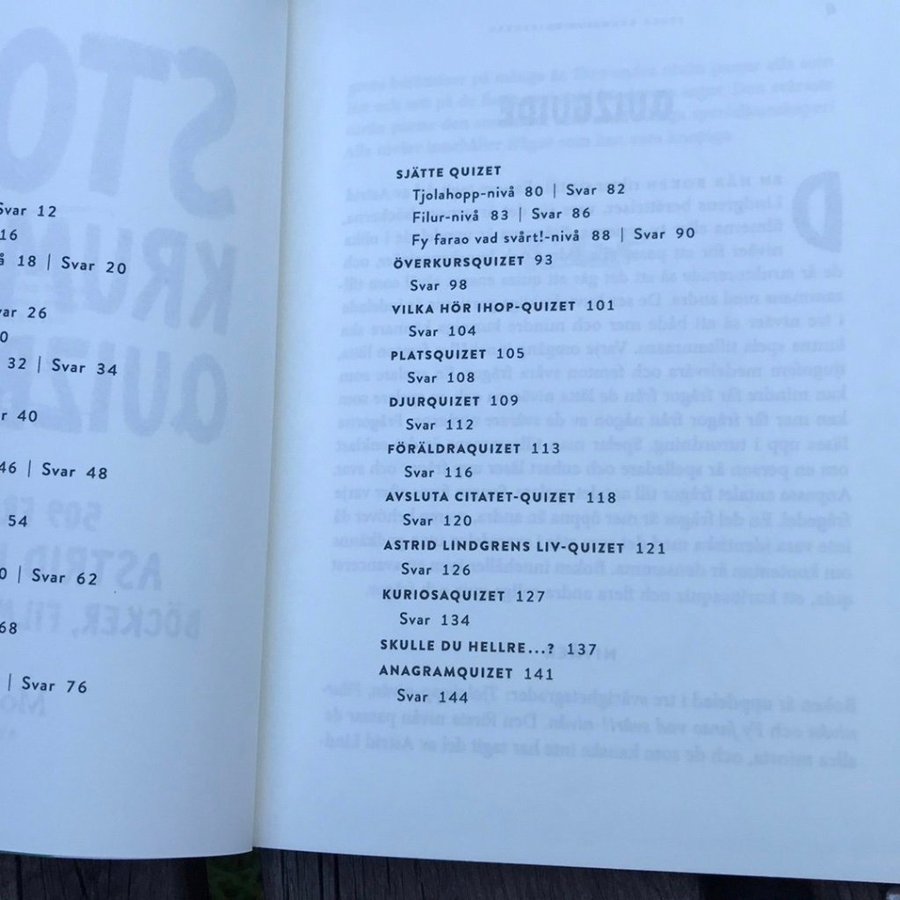 Svar 12
16
18 | Svar 20
Svar 26
0
32 | Svar 34
40
46 | Svar 48
54
0 | Svar 62
68
| Svar 76
SJÄTTE QUIZET
Tjolahopp-nivå 80 | Svar 82
Filur-nivå 83 | Svar 86
Fy farao vad svårt!-nivå 88 | Svar 90
ÖVERKURSQUIZET 93
Svar 98
VILKA HÖR IHOP-QUIZET 101
Svar 104
PLATSQUIZET 105
Svar 108
DJURQUIZET 109
Svar 112
FÖRÄLDRAQUIZET 113
Svar 116
AVSLUTA CITATET-QUIZET 118
Svar 120
ASTRID LINDGRENS LIV-QUIZET 121
Svar 126
KURIOSAQUIZET 127
Svar 134
SKULLE DU HELLRE...? 137
ANAGRAMQUIZET 141
Svar 144